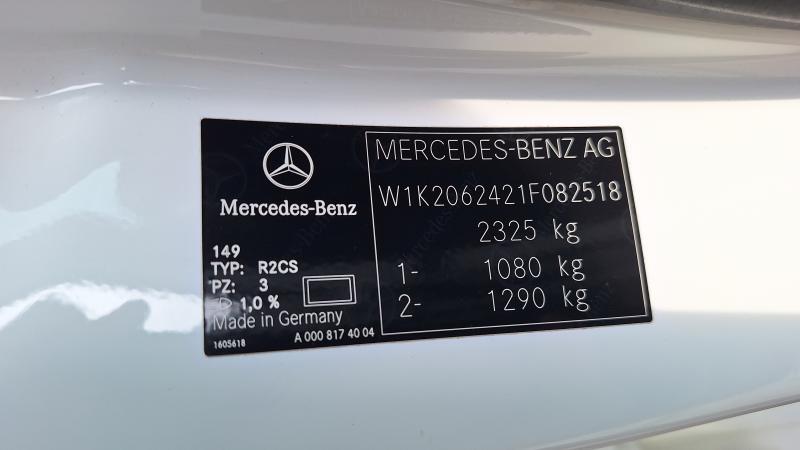 Mercedes-Benz
149
TYP: R2CS
PZ: 3
1,0 %
Made in Germany
1605618 A 000 817 40 04
MERCEDES-BENZ AG
W1K2062421F082518
2325 kg
1- 1080 kg
2- 1290 kg